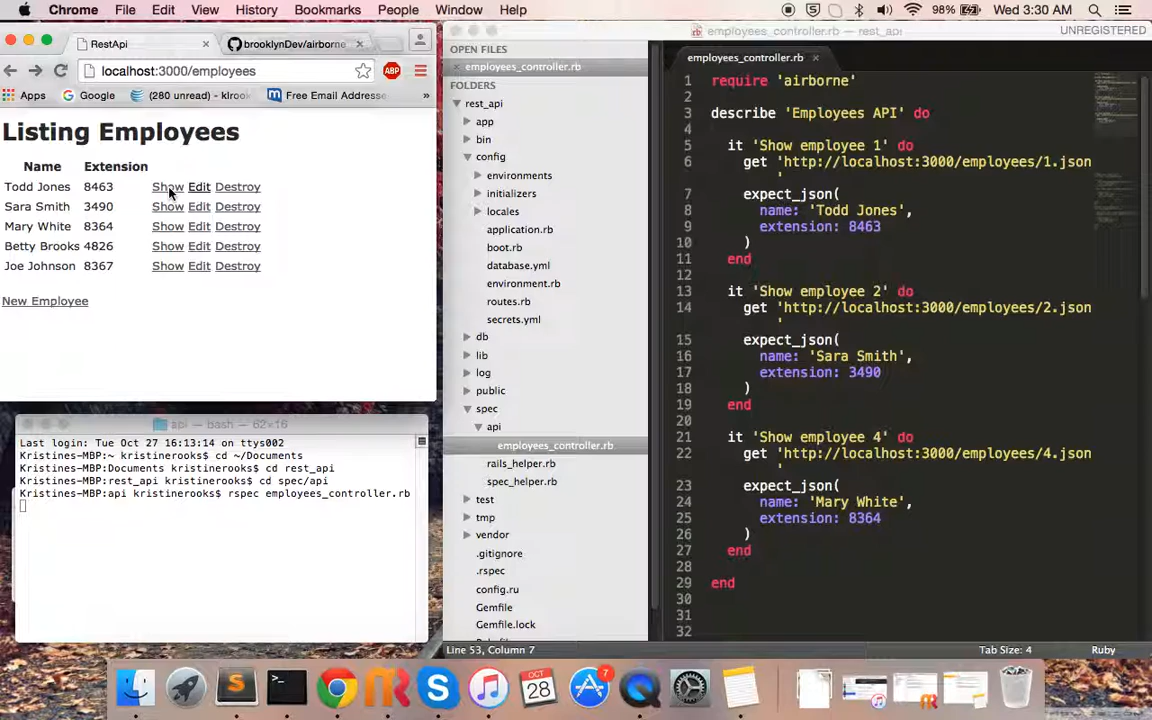 Chrome File Edit View History Bookmarks People Window Help 98% Wed 3:30 AM
RestApi × brooklynDev/airborne ×
localhost:3000/employees ABP
Apps Google (280 unread) - klroo Free Email Addresse »
Listing Employees
Name Extension
Todd Jones 8463 Show Edit Destroy
Sara Smith 3490 Show Edit Destroy
Mary White 8364 Show Edit Destroy
Betty Brooks 4826 Show Edit Destroy
Joe Johnson 8367 Show Edit Destroy
New Employee
api — bash — 62×16
Last login: Tue Oct 27 16:13:14 on ttys002
Kristines-MBP:~ kristinerooks$ cd ~/Documents
Kristines-MBP:Documents kristinerooks$ cd rest_api
Kristines-MBP:rest_api kristinerooks$ cd spec/api
Kristines-MBP:api kristinerooks$ rspec employees_controller.rb
employees_controller.rb — rest_api UNREGISTERED
OPEN FILES
× employees_controller.rb
FOLDERS
rest_api
app
bin
config
environments
initializers
locales
application.rb
boot.rb
database.yml
environment.rb
routes.rb
secrets.yml
db
lib
log
public
spec
api
employees_controller.rb
rails_helper.rb
spec_helper.rb
test
tmp
vendor
.gitignore
.rspec
config.ru
Gemfile
Gemfile.lock
employees_controller.rb ×
1 require 'airborne'
2
3 describe 'Employees API' do
4
5 it 'Show employee 1' do
6 get 'http://localhost:3000/employees/1.json
'
7 expect_json(
8 name: 'Todd Jones',
9 extension: 8463
10 )
11 end
12
13 it 'Show employee 2' do
14 get 'http://localhost:3000/employees/2.json
'
15 expect_json(
16 name: 'Sara Smith',
17 extension: 3490
18 )
19 end
20
21 it 'Show employee 4' do
22 get 'http://localhost:3000/employees/4.json
'
23 expect_json(
24 name: 'Mary White',
25 extension: 8364
26 )
27 end
28
29 end
30
31
32
Line 53, Column 7 Tab Size: 4 Ruby
OCT
28
7